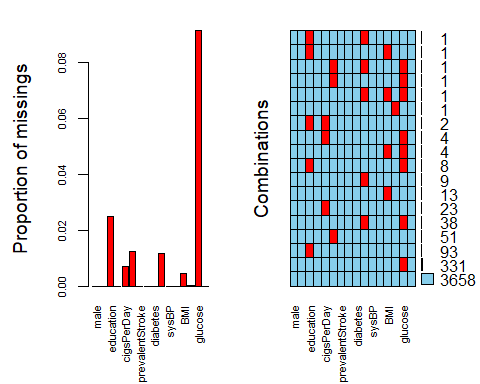 Proportion of missings
0.00
0.02
0.04
0.06
0.08
male
education
cigsPerDay
prevalentStroke
diabetes
sysBP
BMI
glucose
Combinations
1
1
1
1
1
1
2
4
4
8
9
13
23
38
51
93
331
3658
male
education
cigsPerDay
prevalentStroke
diabetes
sysBP
BMI
glucose